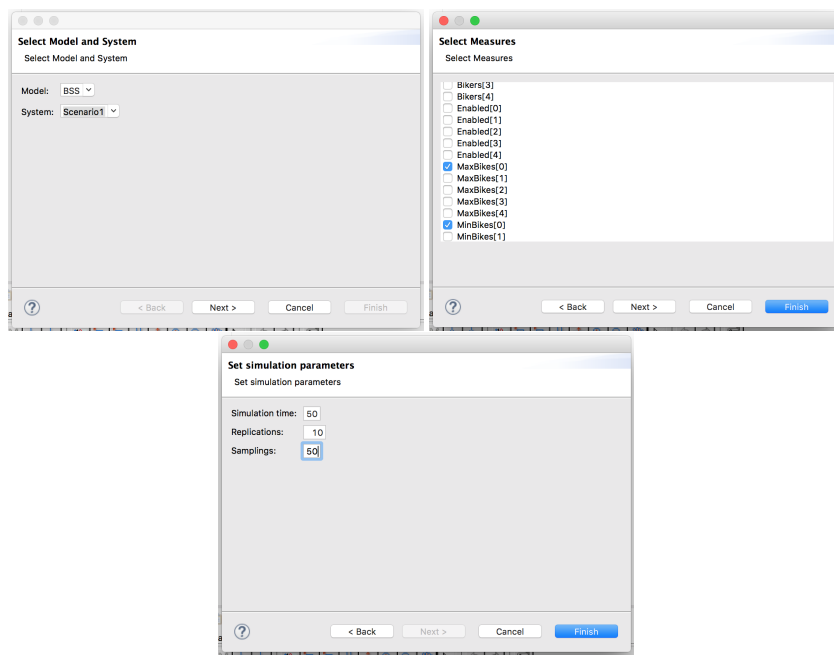 Select Model and System
Select Model and System
Model: BSS
System: Scenario1
? < Back Next > Cancel Finish
Select Measures
Select Measures
Bikers[3]
Bikers[4]
Enabled[0]
Enabled[1]
Enabled[2]
Enabled[3]
Enabled[4]
MaxBikes[0]
MaxBikes[1]
MaxBikes[2]
MaxBikes[3]
MaxBikes[4]
MinBikes[0]
MinBikes[1]
? < Back Next > Cancel Finish
Set simulation parameters
Set simulation parameters
Simulation time: 50
Replications: 10
Samplings: 50
? < Back Next > Cancel Finish